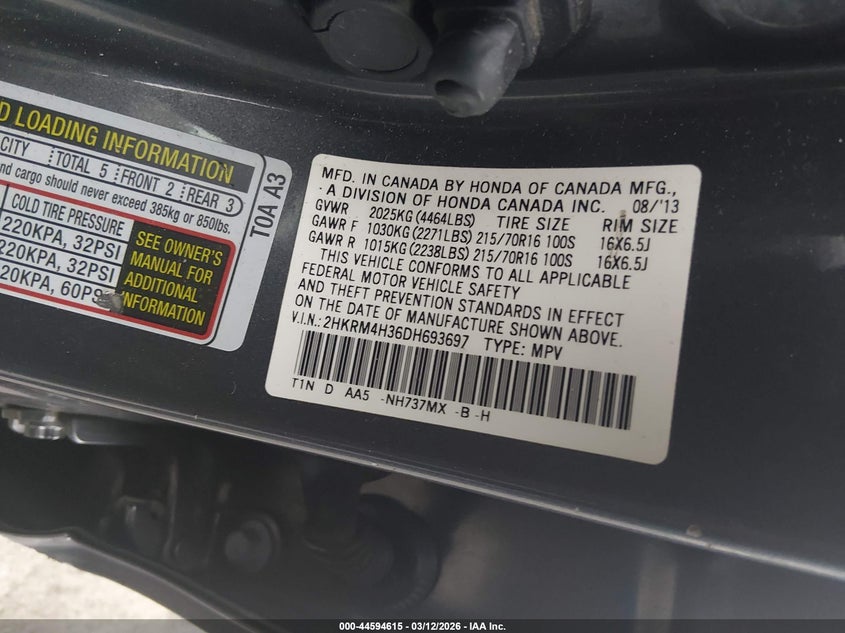 D LOADING INFORMATION
CITY TOTAL 5 FRONT 2 REAR 3
nd cargo should never exceed 385kg or 850lbs.
COLD TIRE PRESSURE
220KPA, 32PSI
220KPA, 32PSI
20KPA, 60PSI
SEE OWNER'S
MANUAL FOR
ADDITIONAL
INFORMATION
T0A A3
MFD. IN CANADA BY HONDA OF CANADA MFG.,
A DIVISION OF HONDA CANADA INC. 08/'13
GVWR 2025KG (4464LBS) TIRE SIZE RIM SIZE
GAWR F 1030KG (2271LBS) 215/70R16 100S 16X6.5J
GAWR R 1015KG (2238LBS) 215/70R16 100S 16X6.5J
THIS VEHICLE CONFORMS TO ALL APPLICABLE
FEDERAL MOTOR VEHICLE SAFETY
AND THEFT PREVENTION STANDARDS IN EFFECT
ON THE DATE OF MANUFACTURE SHOWN ABOVE.
V.I.N.: 2HKRM4H36DH693697 TYPE: MPV
T1N D AA5 -NH737MX -B -H
000-44594615 - 03/12/2026 - IAA Inc.